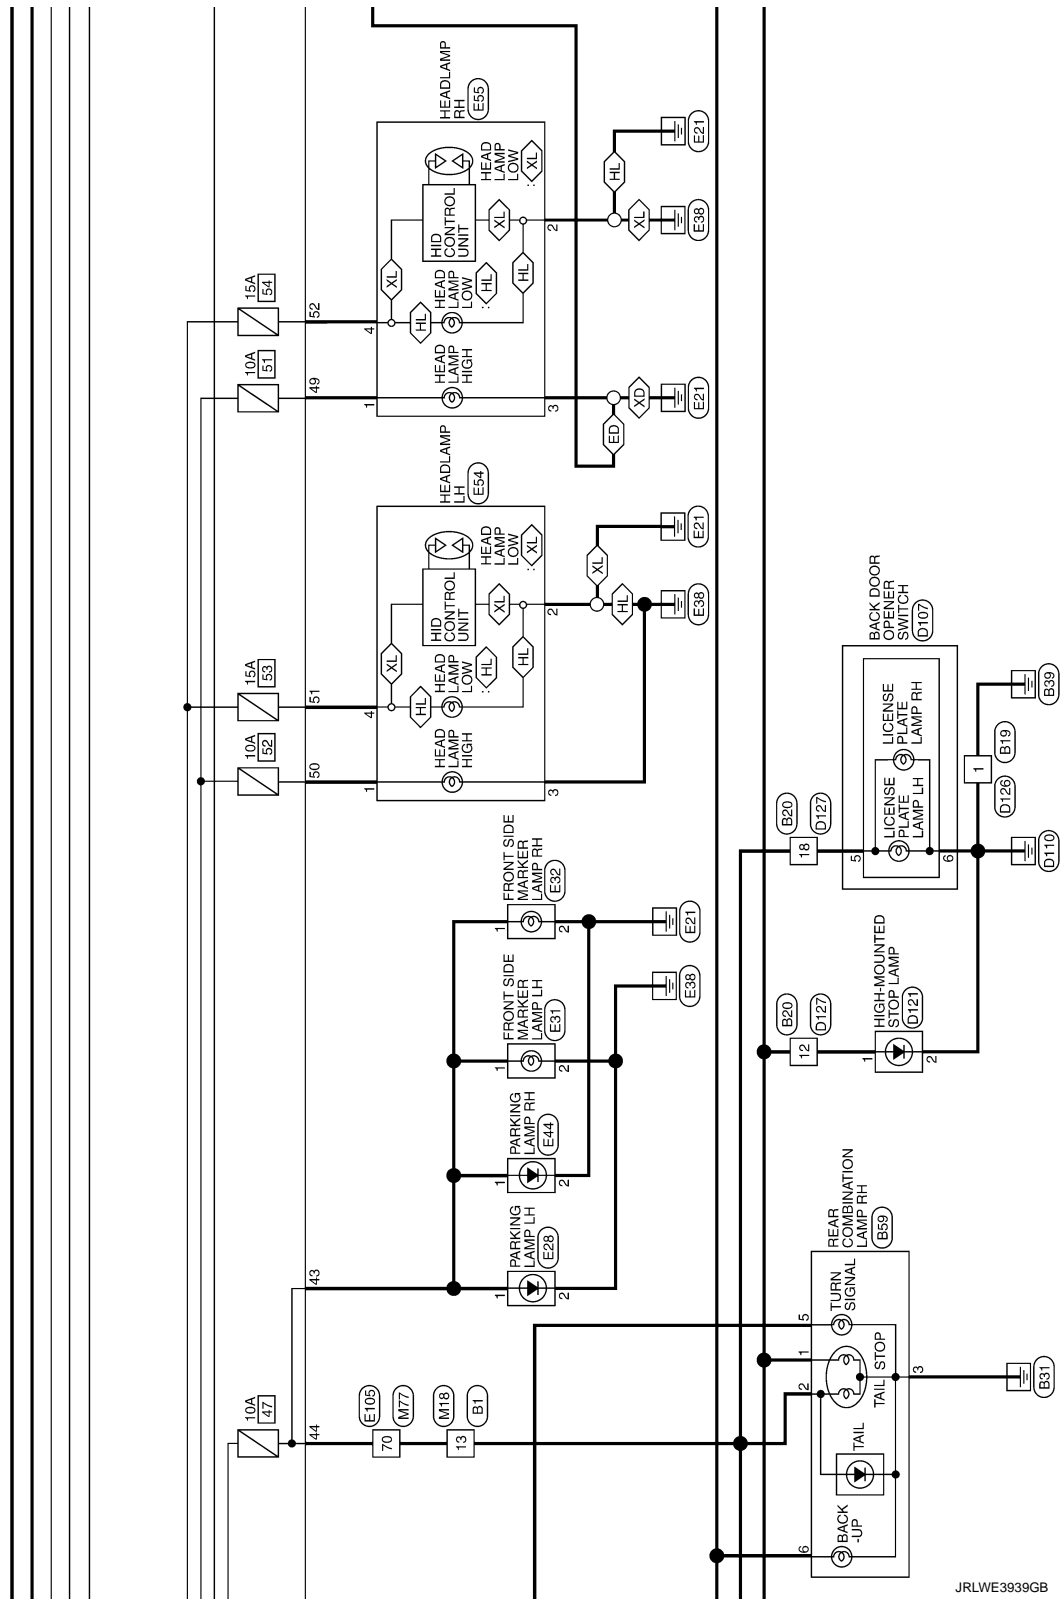 HEADLAMP
RH
E55
HID
CONTROL
UNIT
HEAD
LAMP
LOW
: XL
XL
XL
HEAD
LAMP
LOW
: HL
HL
HL
HEAD
LAMP
HIGH
15A
54
52
4
10A
51
49
1
2
3
HL
E21
XL
E38
ED
XD
E21
HEADLAMP
LH
E54
HID
CONTROL
UNIT
HEAD
LAMP
LOW
: XL
XL
XL
HEAD
LAMP
LOW
: HL
HL
HL
HEAD
LAMP
HIGH
15A
53
51
4
10A
52
50
1
2
3
XL
E21
HL
E38
FRONT SIDE
MARKER
LAMP RH
E32
1
2
E21
FRONT SIDE
MARKER
LAMP LH
E31
1
2
E38
PARKING
LAMP RH
E44
1
2
PARKING
LAMP LH
E28
1
2
43
10A
47
44
E105
70
M77
M18
13
B1
BACK DOOR
OPENER
SWITCH
D107
LICENSE
PLATE
LAMP RH
LICENSE
PLATE
LAMP LH
B20
18
D127
5
6
B19
1
D126
B39
D110
HIGH-MOUNTED
STOP LAMP
D121
B20
12
D127
1
2
REAR
COMBINATION
LAMP RH
B59
TURN
SIGNAL
STOP
TAIL
TAIL
BACK
-UP
5
1
2
6
3
B31
JRLWE3939GB